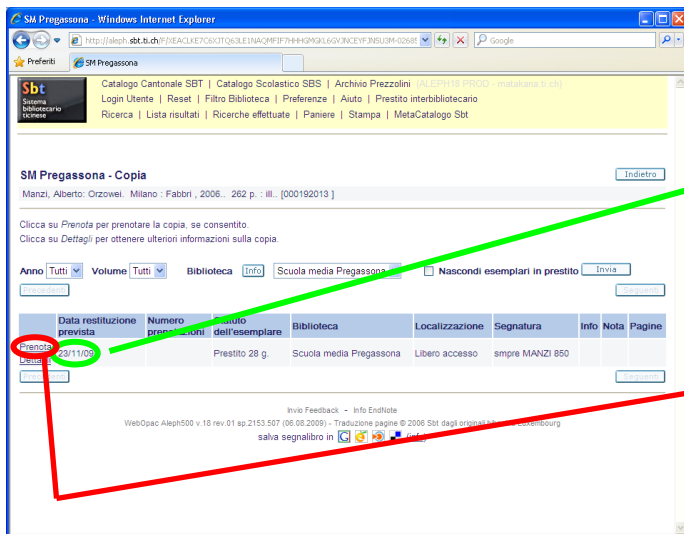 SM Pregassona - Windows Internet Explorer
http://aleph.sbt.ti.ch/F/
Google
Preferiti
SM Pregassona
Sbt
Sistema
bibliotecario
ticinese
Catalogo Cantonale SBT | Catalogo Scolastico SBS | Archivio Prezzolini (ALEPH18 PROD - matakana.ti.ch)
Login Utente | Reset | Filtro Biblioteca | Preferenze | Aiuto | Prestito interbibliotecario
Ricerca | Lista risultati | Ricerche effettuate | Paniere | Stampa | MetaCatalogo Sbt
SM Pregassona - Copia
Indietro
Manzi, Alberto: Orzowei. Milano : Fabbri , 2006.. 262 p. : ill.. [000192013 ]
Clicca su Prenota per prenotare la copia, se consentito.
Clicca su Dettagli per ottenere ulteriori informazioni sulla copia.
Anno Tutti Volume Tutti Biblioteca Info Scuola media Pregassona Nascondi esemplari in prestito Invia
Precedenti Seguenti
Data restituzione prevista Numero prenotazioni Statuto dell'esemplare Biblioteca Localizzazione Segnatura Info Nota Pagine
Prenota
Dettagli
23/11/09 Prestito 28 g. Scuola media Pregassona Libero accesso smpre MANZI 850
Precedenti Seguenti
Invio Feedback - Info EndNote
WebOpac Aleph500 v.18 rev.01 sp.2153.507 (06.08.2009) - Traduzione pagine © 2006 Sbt dagli originali Luxembourg
salva segnalibro in (info)